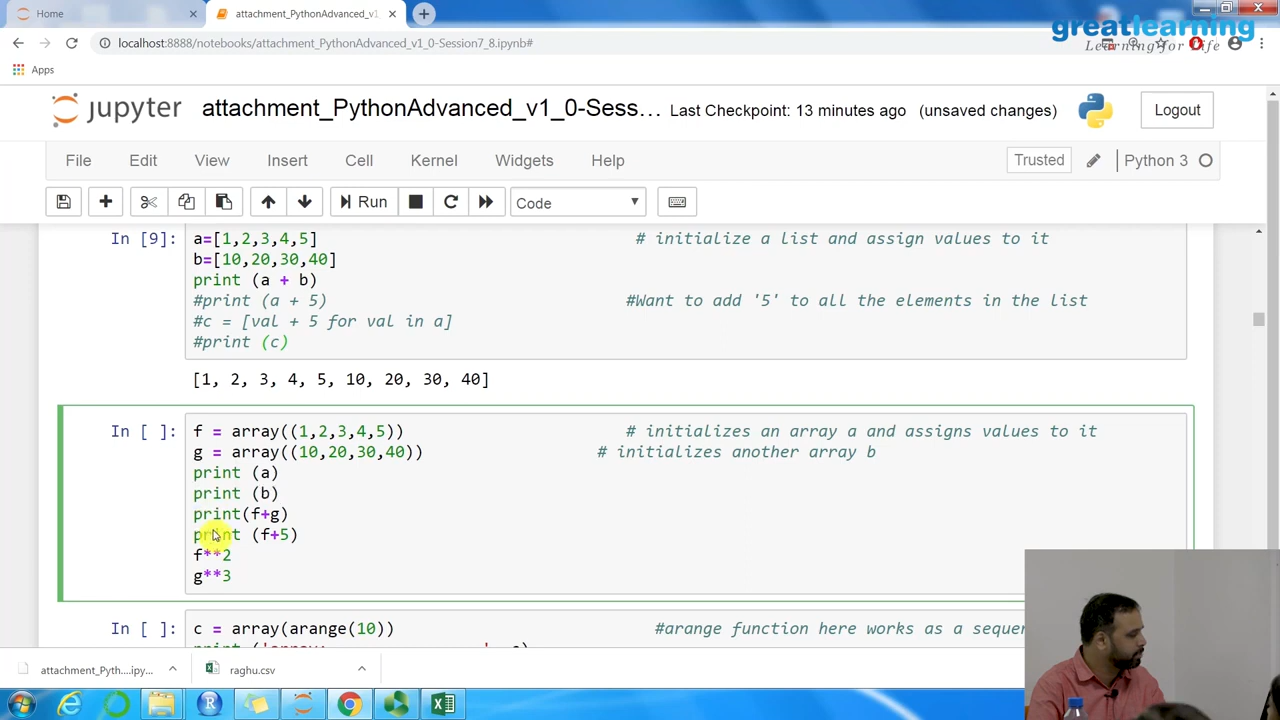 Home
attachment_PythonAdvanced_v1_
greatlearning
Learning for Life
localhost:8888/notebooks/attachment_PythonAdvanced_v1_0-Session7_8.ipynb#
Apps
jupyter attachment_PythonAdvanced_v1_0-Sess... Last Checkpoint: 13 minutes ago (unsaved changes) Logout
File Edit View Insert Cell Kernel Widgets Help Trusted Python 3
Run Code
In [9]: a=[1,2,3,4,5] # initialize a list and assign values to it
b=[10,20,30,40]
print (a + b)
#print (a + 5) #Want to add '5' to all the elements in the list
#c = [val + 5 for val in a]
#print (c)
[1, 2, 3, 4, 5, 10, 20, 30, 40]
In [ ]: f = array((1,2,3,4,5)) # initializes an array a and assigns values to it
g = array((10,20,30,40)) # initializes another array b
print (a)
print (b)
print(f+g)
print (f+5)
f**2
g**3
In [ ]: c = array(arange(10)) #arange function here works as a sequen
attachment_Pyth....ipy... raghu.csv